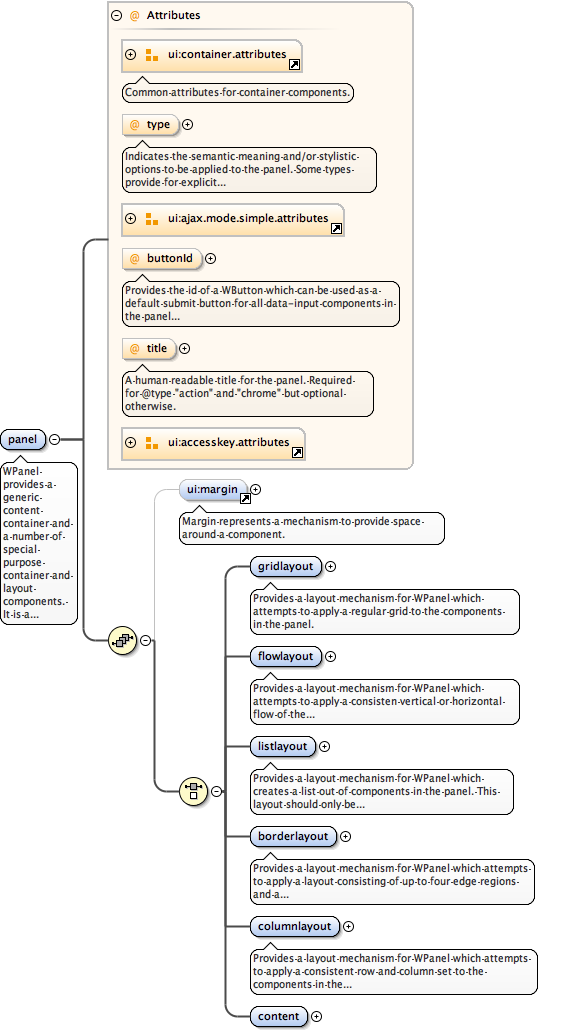 @ Attributes
ui:container.attributes
Common-attributes-for-container-components.
@ type
Indicates-the-semantic-meaning-and/or-stylistic-
options-to-be-applied-to-the-panel.-Some-types-
provide-for-explicit...
ui:ajax.mode.simple.attributes
@ buttonId
Provides-the-id-of-a-WButton-which-can-be-used-as-a-
default-submit-button-for-all-data-input-components-in-
the-panel...
@ title
A-human-readable-title-for-the-panel.-Required-
for-@type-"action"-and-"chrome"-but-optional-
otherwise.
ui:accesskey.attributes
panel
WPanel-
provides-a-
generic-
content-
container-and-
a-number-of-
special-
purpose-
container-and-
layout-
components.-
It-is-a...
ui:margin
Margin-represents-a-mechanism-to-provide-space-
around-a-component.
gridlayout
Provides-a-layout-mechanism-for-WPanel-which-
attempts-to-apply-a-regular-grid-to-the-components-
in-the-panel.
flowlayout
Provides-a-layout-mechanism-for-WPanel-which-
attempts-to-apply-a-consisten-vertical-or-horizontal-
flow-of-the...
listlayout
Provides-a-layout-mechanism-for-WPanel-which-
creates-a-list-out-of-components-in-the-panel.-This-
layout-should-only-be...
borderlayout
Provides-a-layout-mechanism-for-WPanel-which-attempts-
to-apply-a-layout-consisting-of-up-to-four-edge-regions-
and-a...
columnlayout
Provides-a-layout-mechanism-for-WPanel-which-attempts-
to-apply-a-consistent-row-and-column-set-to-the-
components-in-the...
content